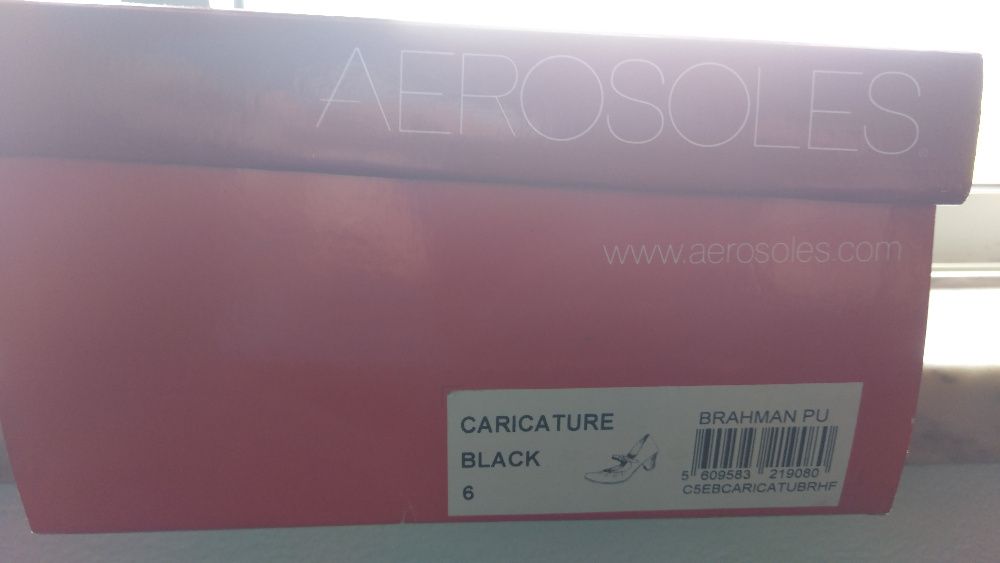 AEROSOLES®
www.aerosoles.com
CARICATURE
BLACK
6
BRAHMAN PU
5 609583 219080
C5EBCARICATUBRHF